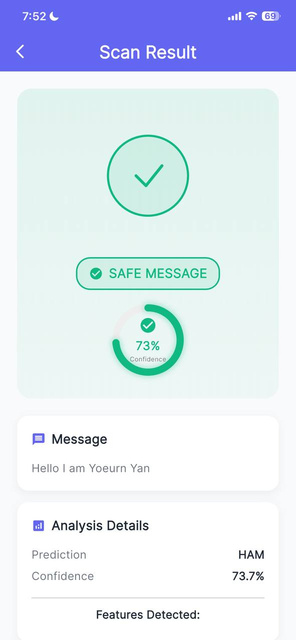 7:52
69
Scan Result
SAFE MESSAGE
73%
Confidence
Message
Hello I am Yoeurn Yan
Analysis Details
Prediction HAM
Confidence 73.7%
Features Detected: